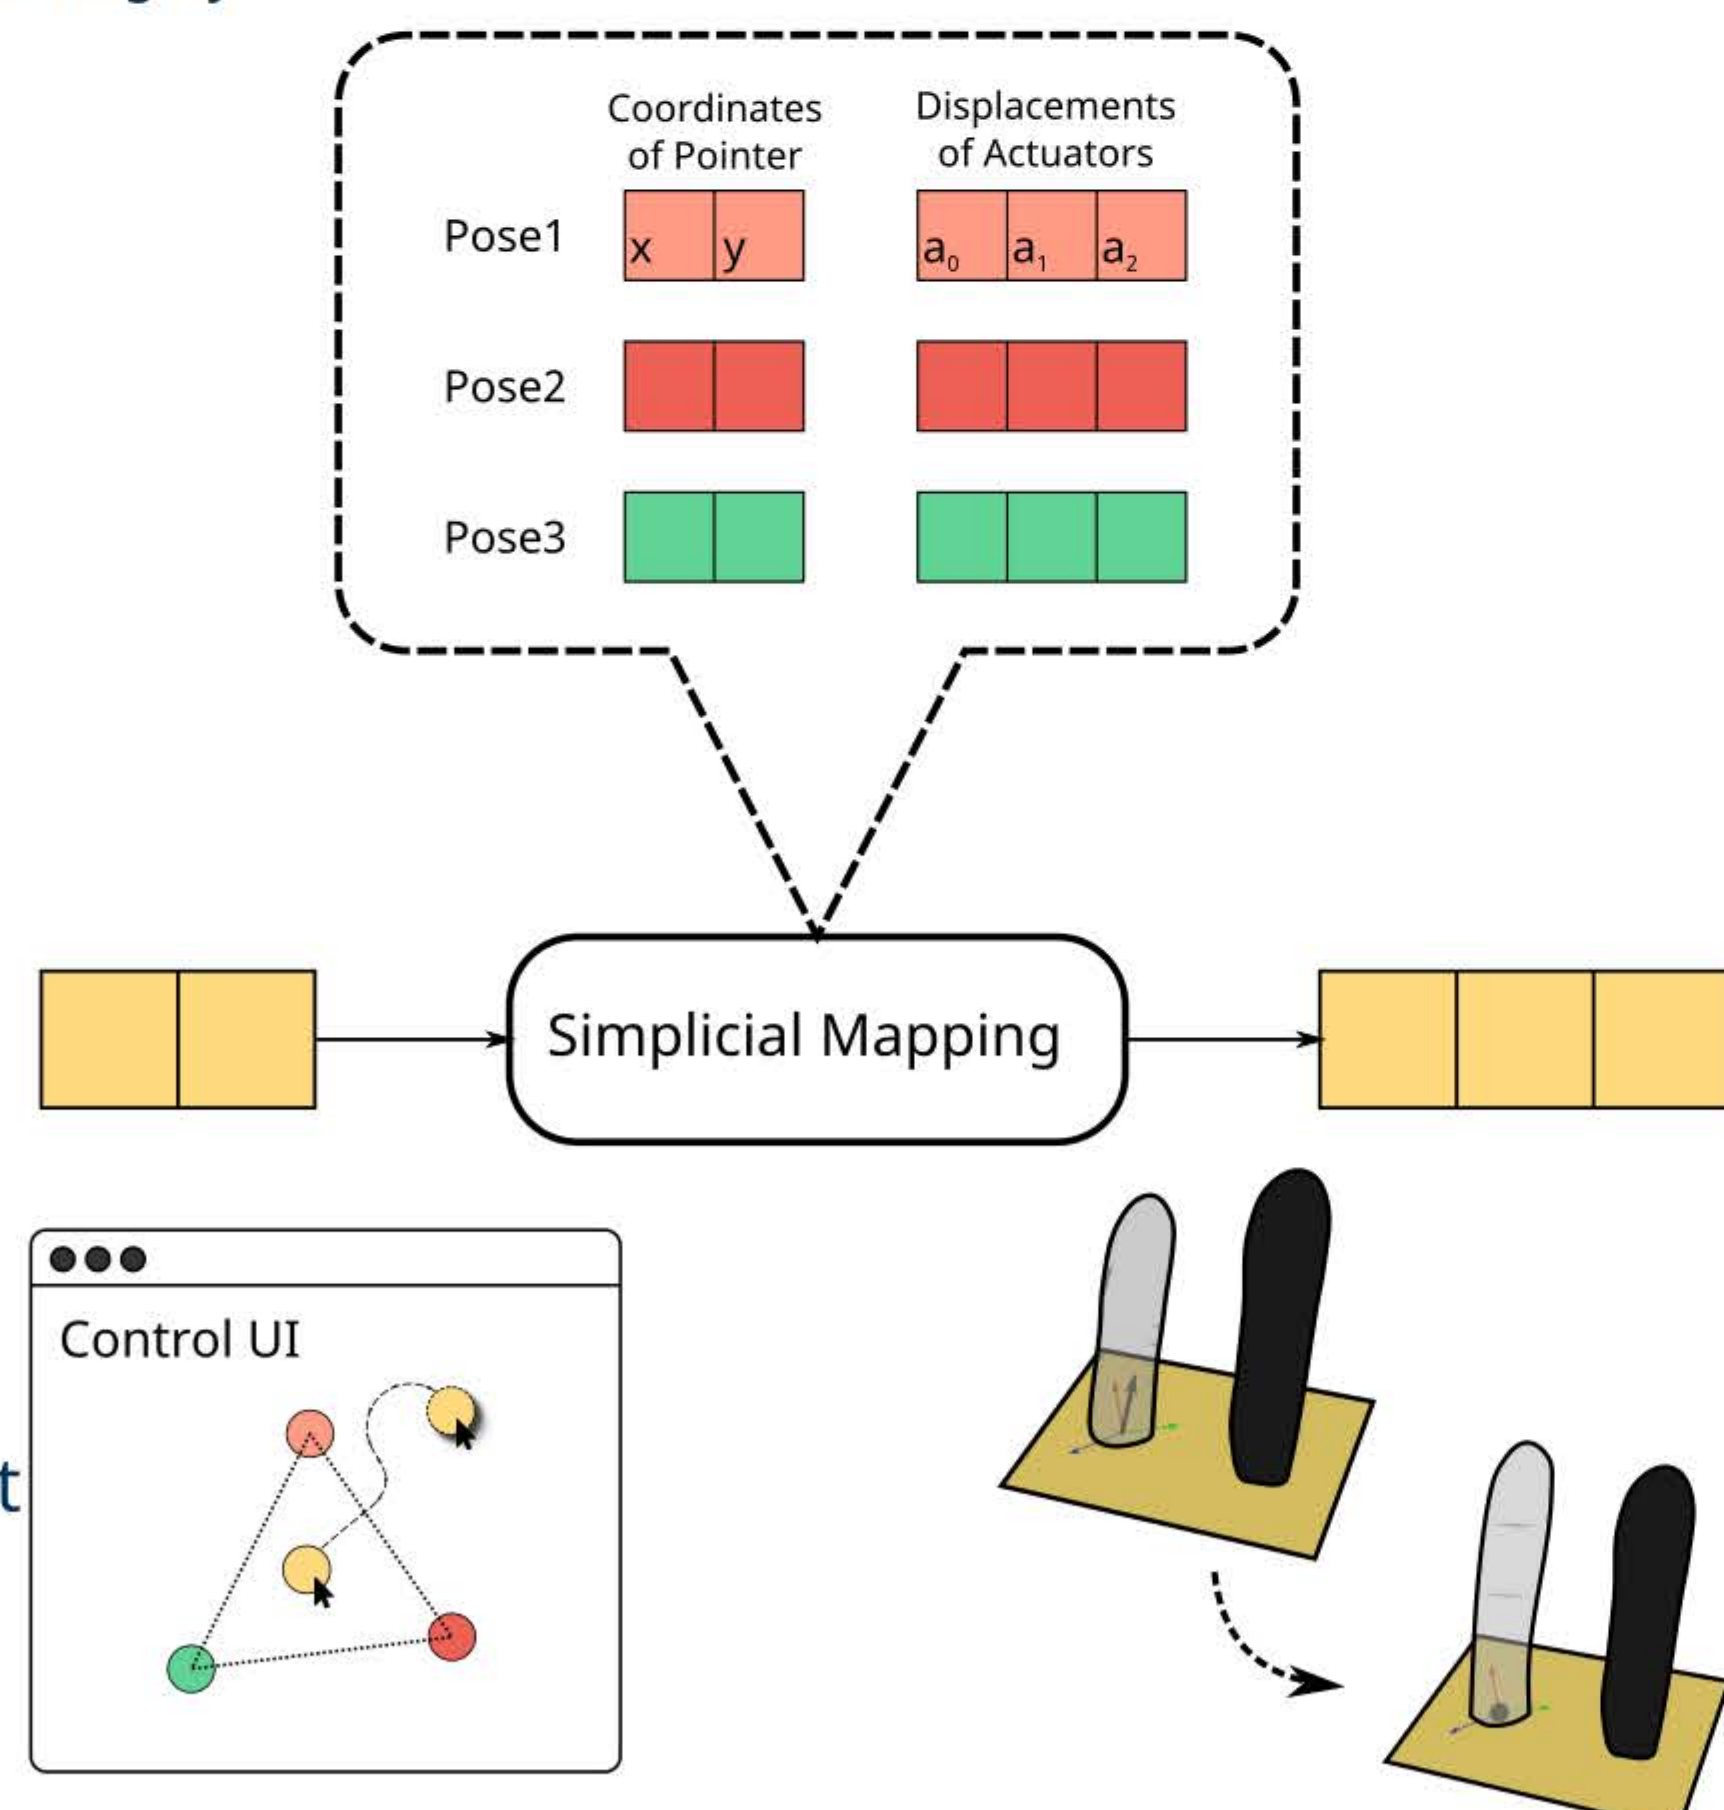 Coordinates
of Pointer
Displacements
of Actuators
Pose1
x y
a₀ a₁ a₂
Pose2
Pose3
Simplicial Mapping
Control UI
t